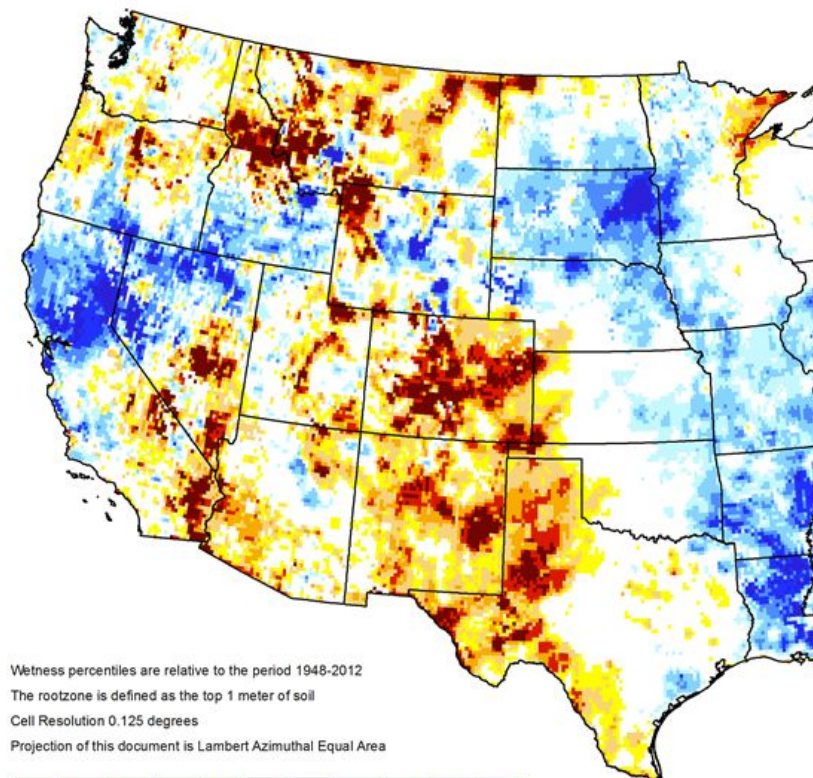 Wetness percentiles are relative to the period 1948-2012
The rootzone is defined as the top 1 meter of soil
Cell Resolution 0.125 degrees
Projection of this document is Lambert Azimuthal Equal Area